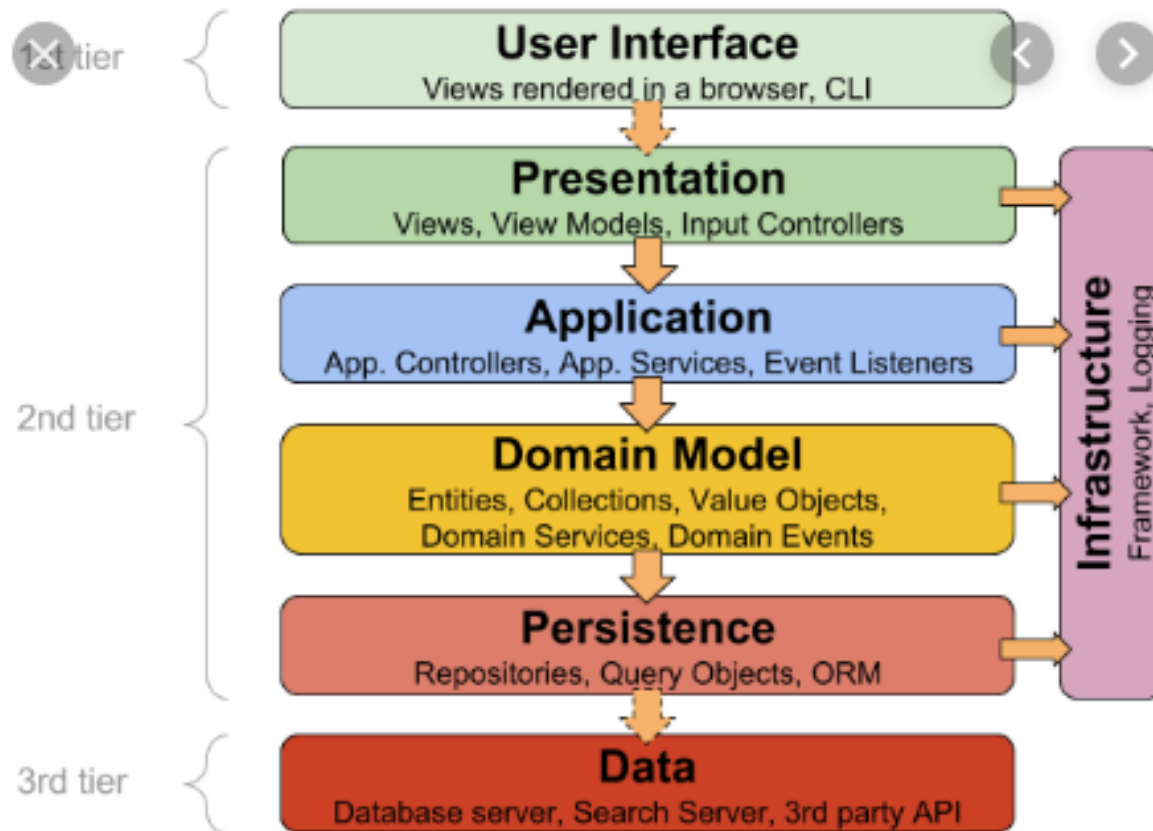 1st tier
User Interface
Views rendered in a browser, CLI
2nd tier
Presentation
Views, View Models, Input Controllers
Application
App. Controllers, App. Services, Event Listeners
Domain Model
Entities, Collections, Value Objects,
Domain Services, Domain Events
Persistence
Repositories, Query Objects, ORM
Infrastructure
Framework, Logging
3rd tier
Data
Database server, Search Server, 3rd party API